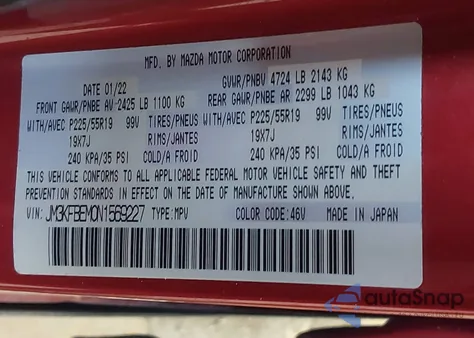 MFD. BY MAZDA MOTOR CORPORATION
DATE 01/22 GVWR/PNBV 4724 LB 2143 KG
FRONT GAWR/PNBE AV-2425 LB 1100 KG REAR GAWR/PNBE AR 2299 LB 1043 KG
WITH/AVEC P225/55R19 99V TIRES/PNEUS WITH/AVEC P225/55R19 99V TIRES/PNEUS
19X7J RIMS/JANTES 19X7J RIMS/JANTES
240 KPA/35 PSI COLD/A FROID 240 KPA/35 PSI COLD/A FROID
THIS VEHICLE CONFORMS TO ALL APPLICABLE FEDERAL MOTOR VEHICLE SAFETY AND THEFT
PREVENTION STANDARDS IN EFFECT ON THE DATE OF MANUFACTURE SHOWN ABOVE.
VIN: JM3KFBEM0N1569227 TYPE:MPV COLOR CODE:46V MADE IN JAPAN
autoSnap